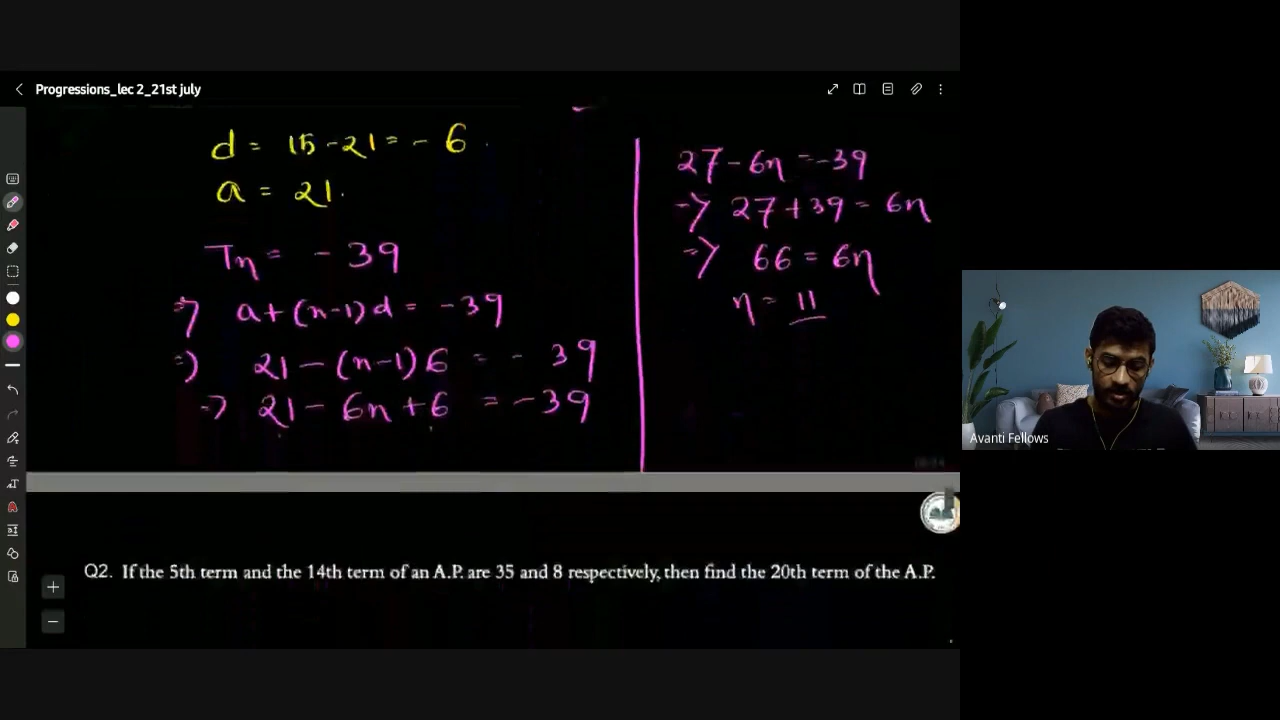 Progressions_lec 2_21st july
d = 15 - 21 = - 6
a = 21.
Tn = - 39
=> a + (n-1) d = - 39
=> 21 - (n-1) 6 = - 39
=> 21 - 6n + 6 = - 39
27 - 6n = - 39
=> 27 + 39 = 6n
=> 66 = 6n
n = 11
Avanti Fellows
Q2. If the 5th term and the 14th term of an A.P. are 35 and 8 respectively, then find the 20th term of the A.P.